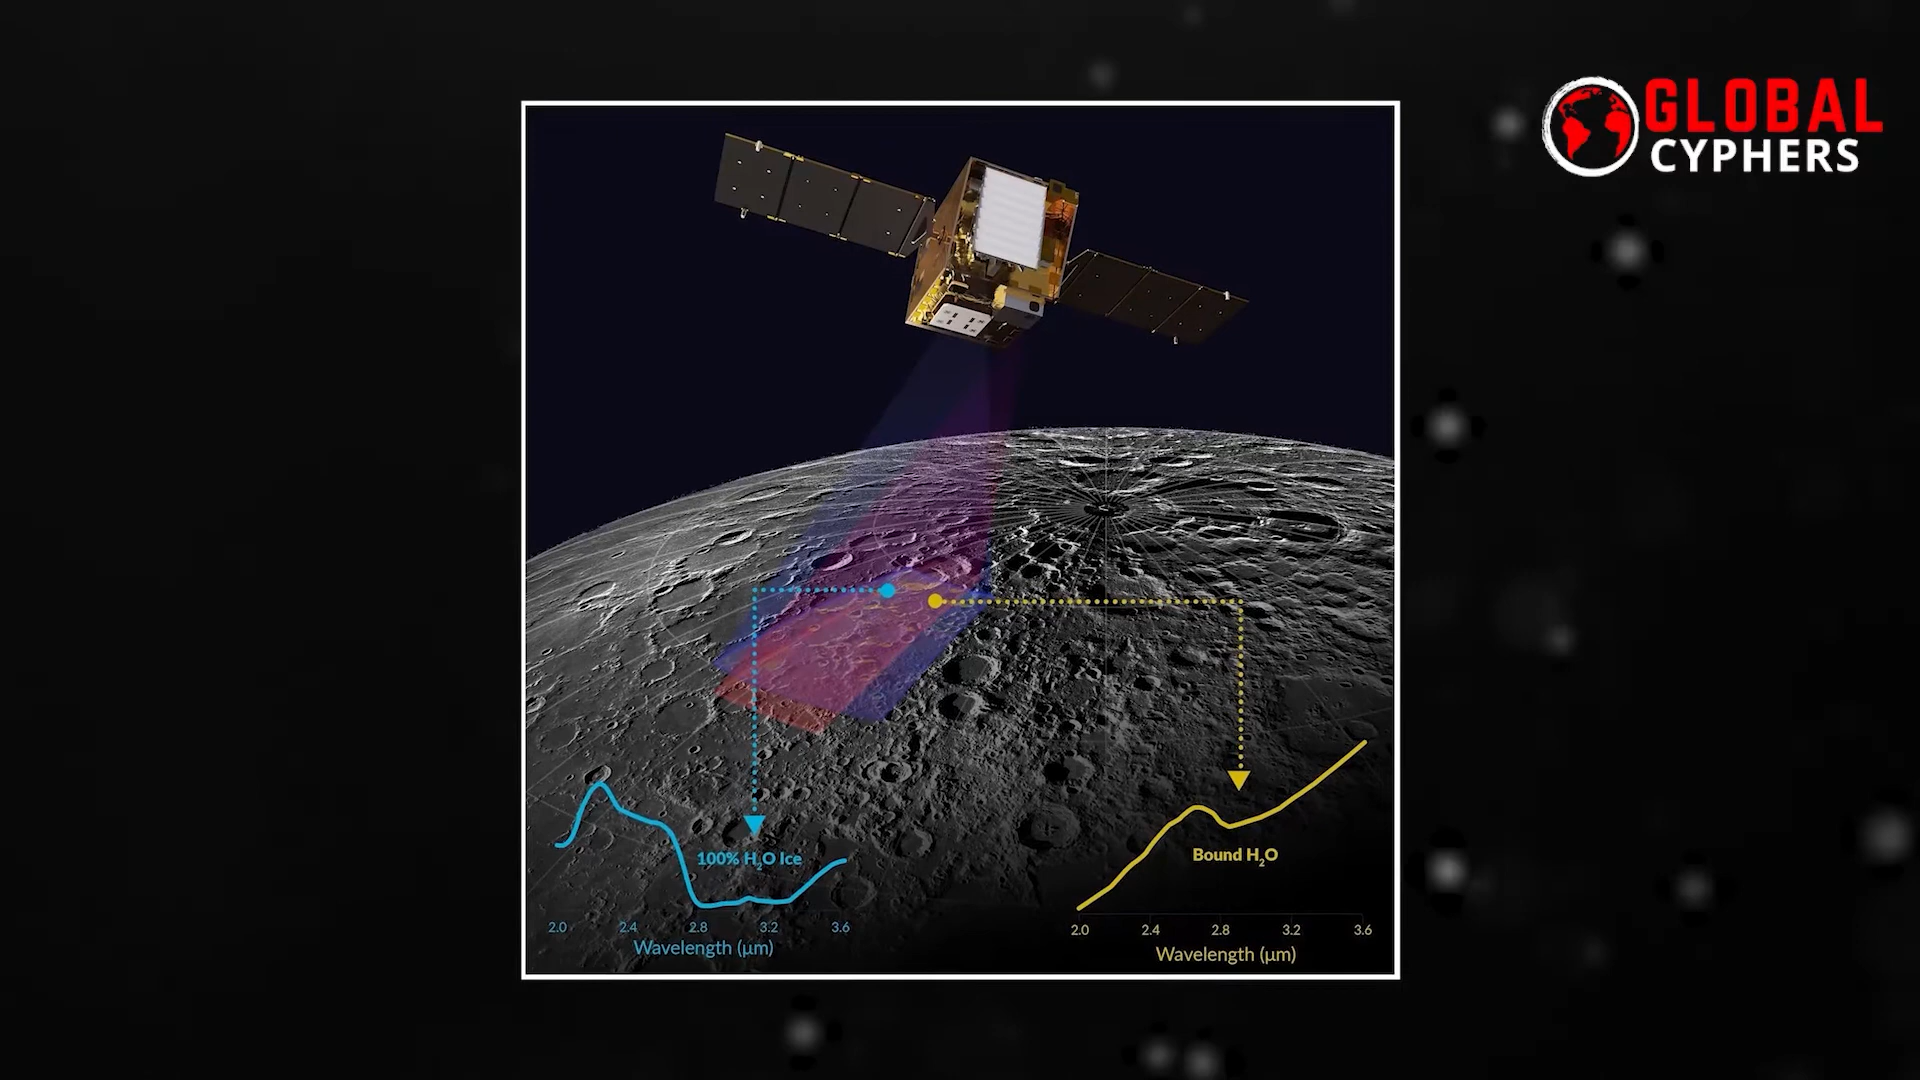 GLOBAL
CYPHERS
100% H₂O Ice
Bound H₂O
2.0 2.4 2.8 3.2 3.6
Wavelength (μm)
2.0 2.4 2.8 3.2 3.6
Wavelength (μm)